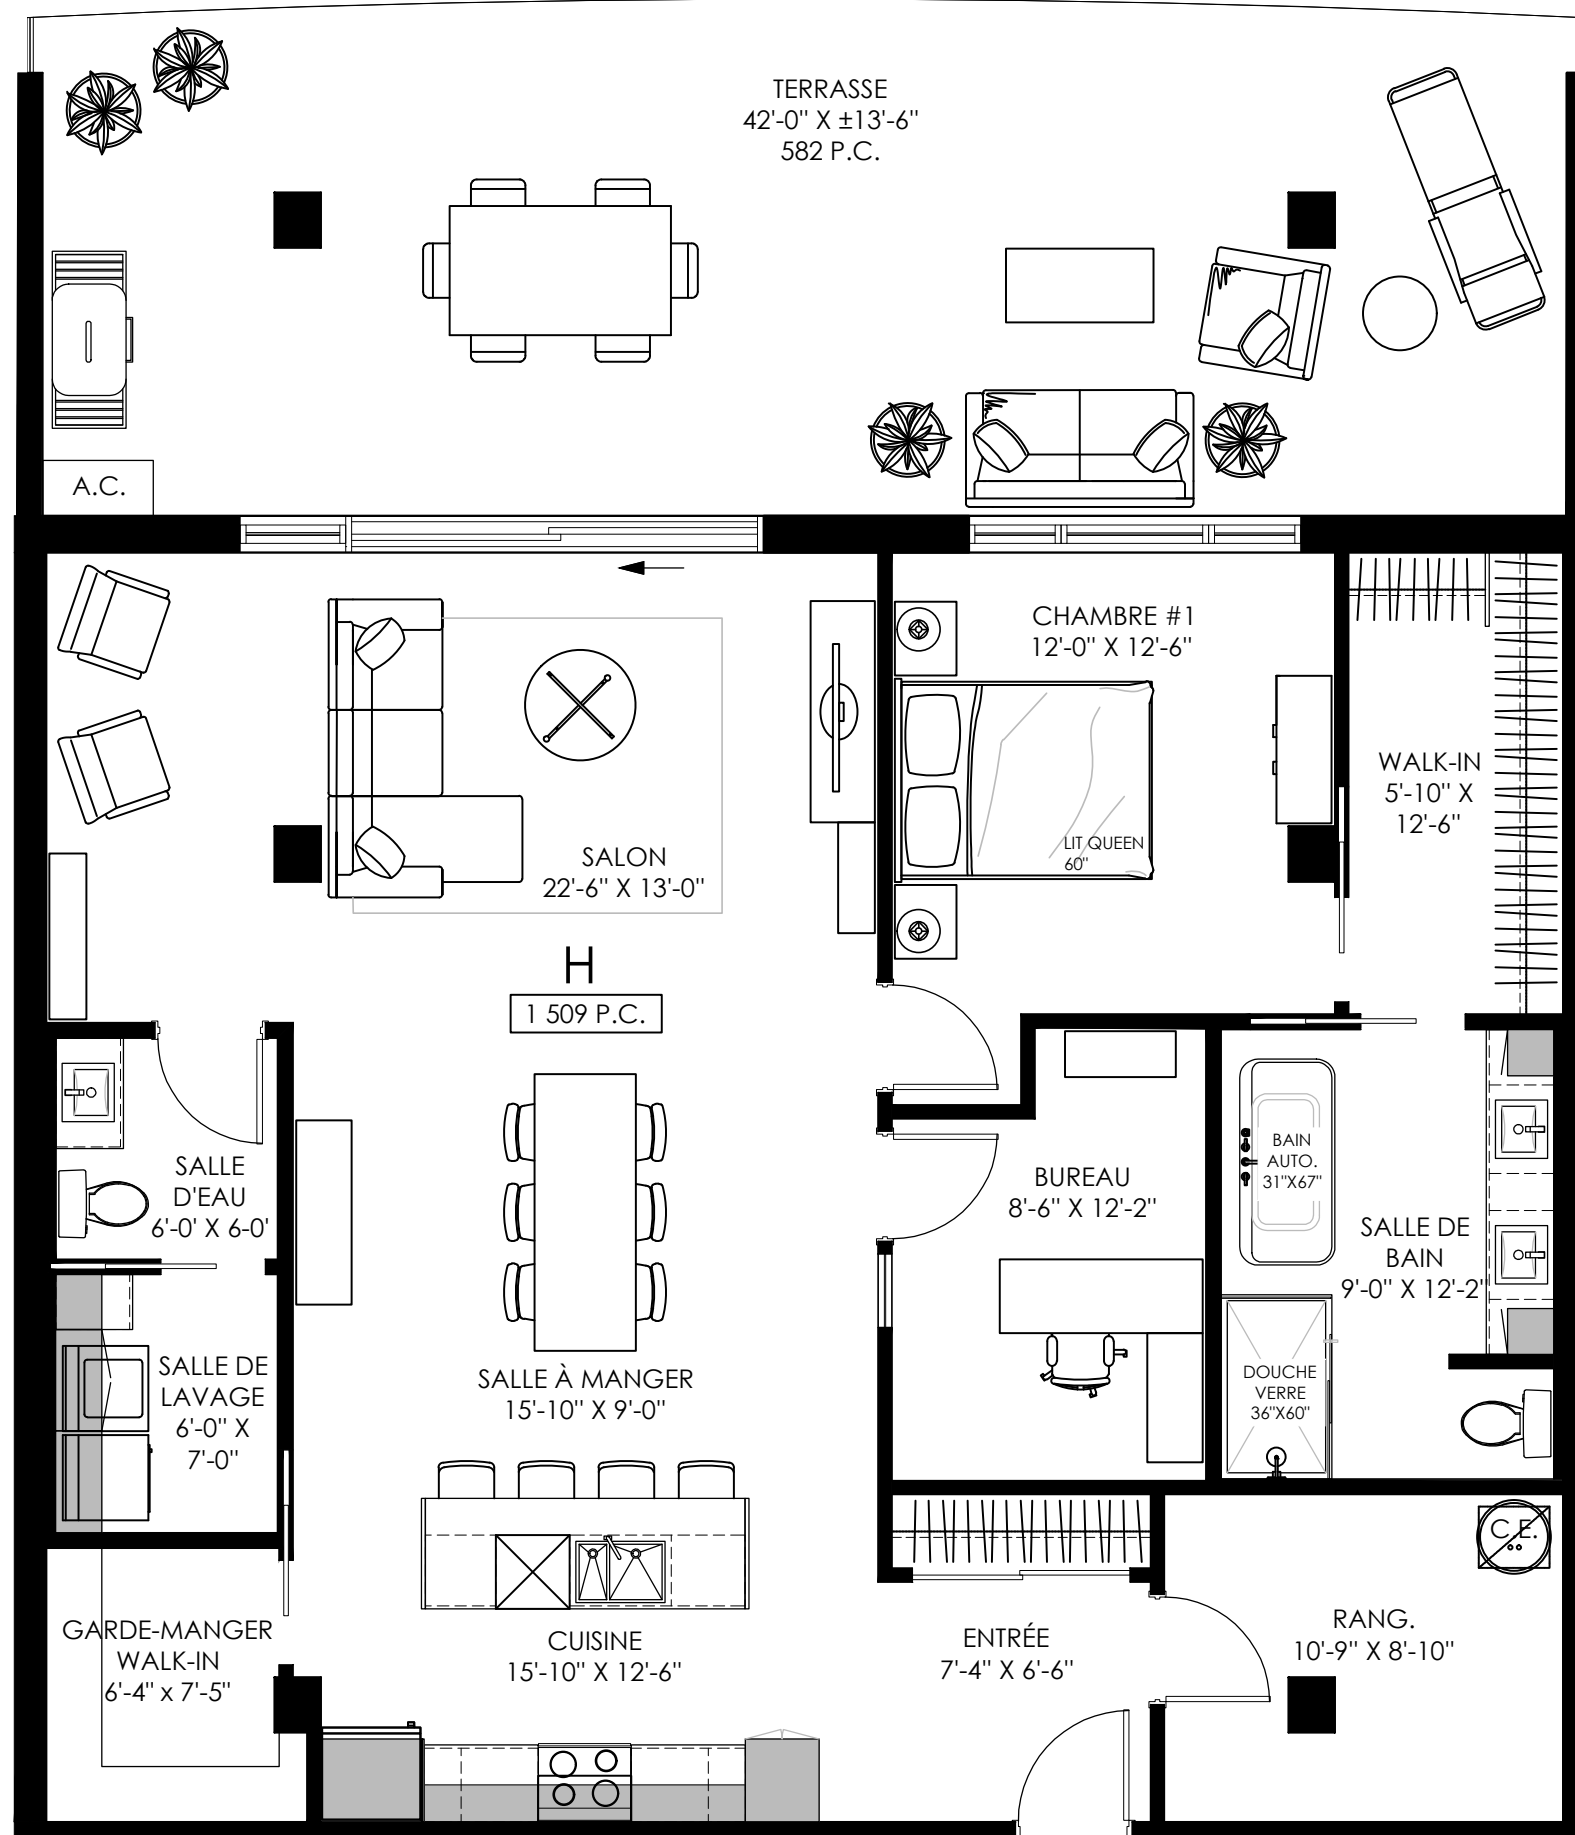 TERRASSE
42'-0" X ±13'-6"
582 P.C.
A.C.
CHAMBRE #1
12'-0" X 12'-6"
WALK-IN
5'-10" X
12'-6"
LIT QUEEN
60"
SALON
22'-6" X 13'-0"
H
1 509 P.C.
SALLE
D'EAU
6'-0' X 6-0'
BUREAU
8'-6" X 12'-2"
BAIN
AUTO.
31"X67"
SALLE DE
BAIN
9'-0" X 12'-2"
SALLE DE
LAVAGE
6'-0" X
7'-0"
SALLE À MANGER
15'-10" X 9'-0"
DOUCHE
VERRE
36"X60"
C.E.
GARDE-MANGER
WALK-IN
6'-4" x 7'-5"
CUISINE
15'-10" X 12'-6"
ENTRÉE
7'-4" X 6'-6"
RANG.
10'-9" X 8'-10"